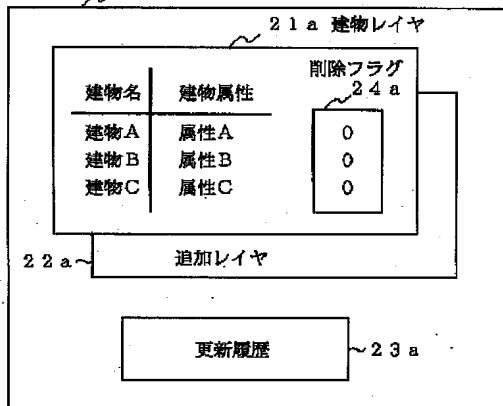 21a 建物レイヤ
削除フラグ
24a
建物名 建物属性
建物A 属性A 0
建物B 属性B 0
建物C 属性C 0
22a 追加レイヤ
更新履歴 23a